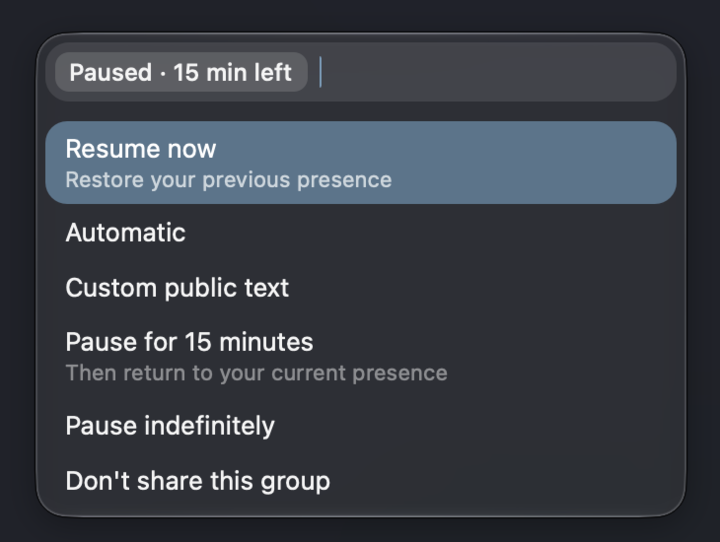 Paused · 15 min left
Resume now
Restore your previous presence
Automatic
Custom public text
Pause for 15 minutes
Then return to your current presence
Pause indefinitely
Don't share this group